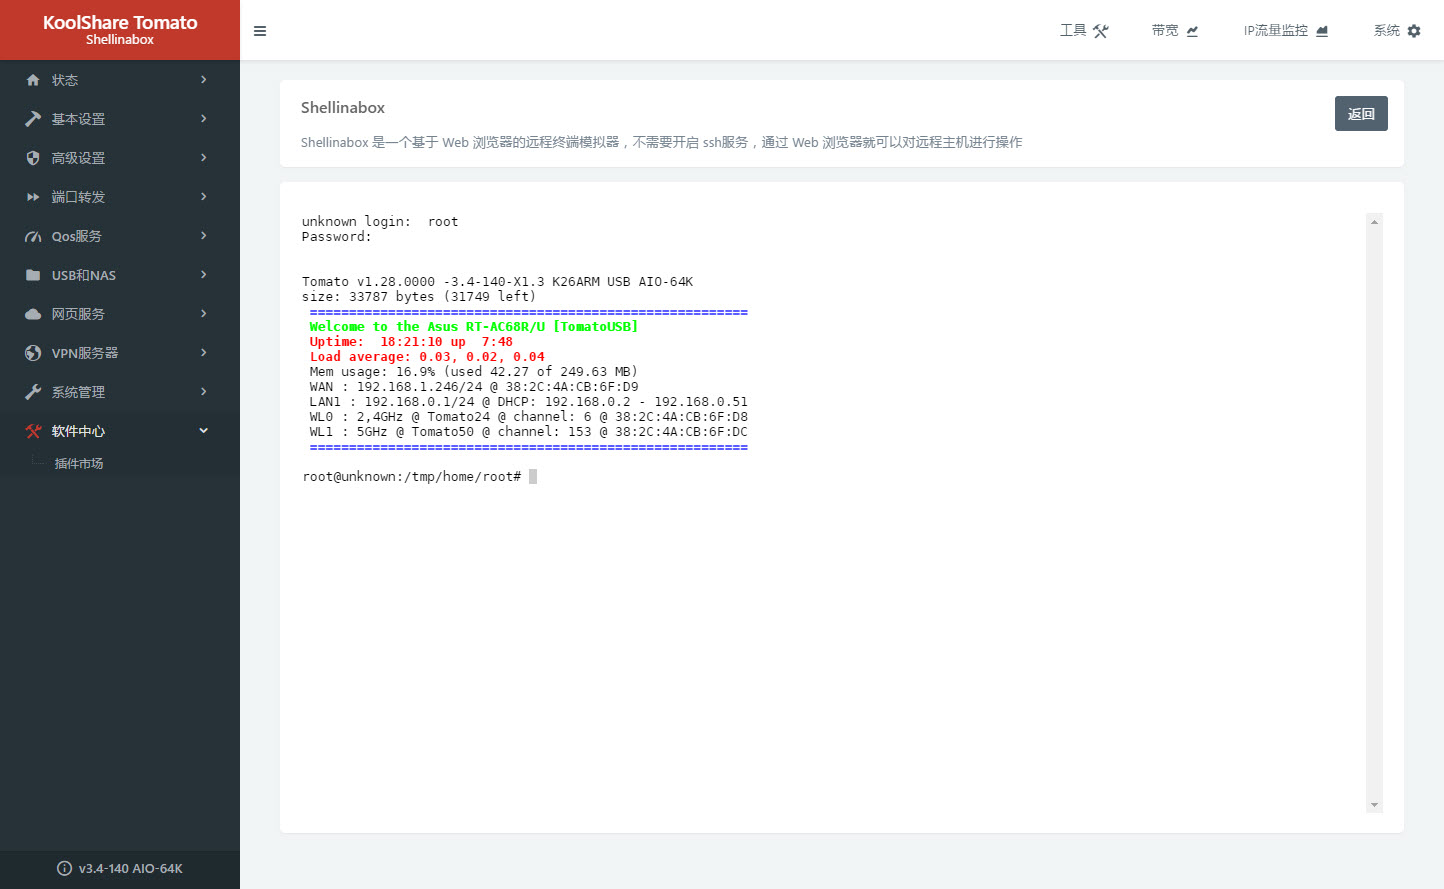 KoolShare Tomato
Shellinabox
工具
带宽
IP流量监控
系统
状态
基本设置
高级设置
端口转发
Qos服务
USB和NAS
网页服务
VPN服务器
系统管理
软件中心
插件市场
v3.4-140 AIO-64K
Shellinabox
返回
Shellinabox 是一个基于 Web 浏览器的远程终端模拟器，不需要开启 ssh服务，通过 Web 浏览器就可以对远程主机进行操作
unknown login:  root
Password:
Tomato v1.28.0000 -3.4-140-X1.3 K26ARM USB AIO-64K
size: 33787 bytes (31749 left)
========================================================
Welcome to the Asus RT-AC68R/U [TomatoUSB]
Uptime:  18:21:10 up  7:48
Load average: 0.03, 0.02, 0.04
Mem usage: 16.9% (used 42.27 of 249.63 MB)
WAN : 192.168.1.246/24 @ 38:2C:4A:CB:6F:D9
LAN1 : 192.168.0.1/24 @ DHCP: 192.168.0.2 - 192.168.0.51
WL0 : 2,4GHz @ Tomato24 @ channel: 6 @ 38:2C:4A:CB:6F:D8
WL1 : 5GHz @ Tomato50 @ channel: 153 @ 38:2C:4A:CB:6F:DC
========================================================
root@unknown:/tmp/home/root#